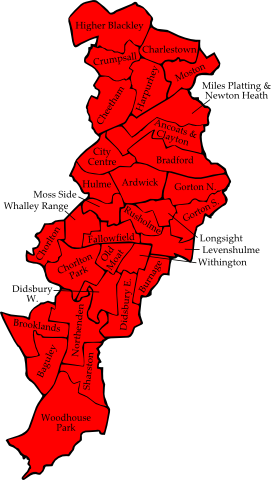 Higher Blackley
Charlestown
Crumpsall
Moston
Harpurhey
Cheetham
Miles Platting &
Newton Heath
Ancoats &
Clayton
City
Centre
Bradford
Hulme
Ardwick
Gorton N.
Moss Side
Whalley Range
Gorton S.
Rusholme
Longsight
Levenshulme
Withington
Chorlton
Fallowfield
Chorlton
Park
Old
Moat
Burnage
Didsbury
W.
Didsbury E.
Brooklands
Northenden
Baguley
Sharston
Woodhouse
Park